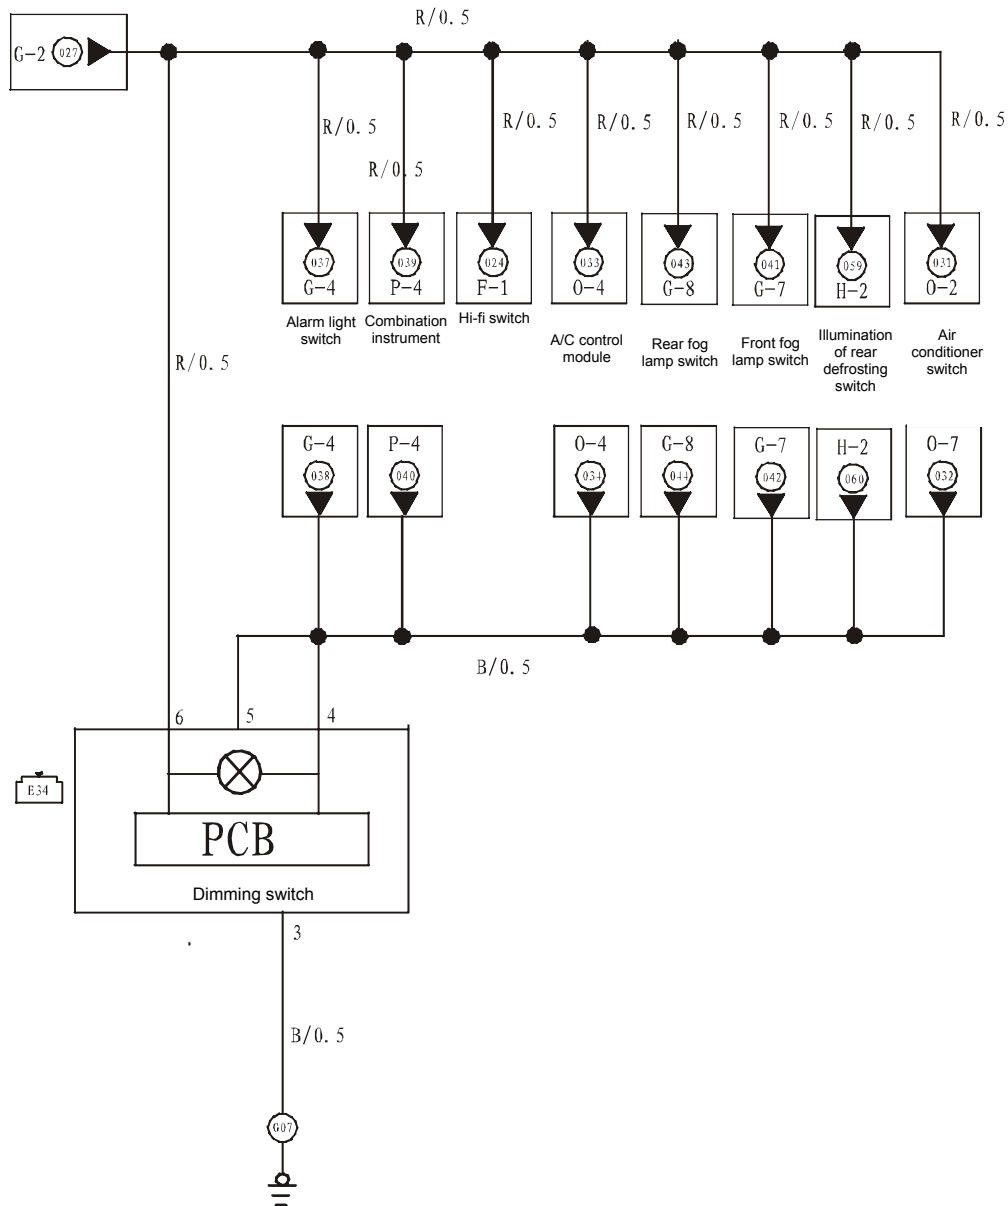 R/0.5
G-2 027
R/0.5 R/0.5 R/0.5 R/0.5 R/0.5 R/0.5 R/0.5
R/0.5
037 039 024 033 043 041 059 031
G-4 P-4 F-1 O-4 G-8 G-7 H-2 O-2
Alarm light
switch
Combination
instrument
Hi-fi switch
A/C control
module
Rear fog
lamp switch
Front fog
lamp switch
Illumination
of rear
defrosting
switch
Air
conditioner
switch
R/0.5
G-4 P-4 O-4 G-8 G-7 H-2 O-7
038 040 034 044 042 060 032
B/0.5
6 5 4
E34
PCB
Dimming switch
3
B/0.5
G07